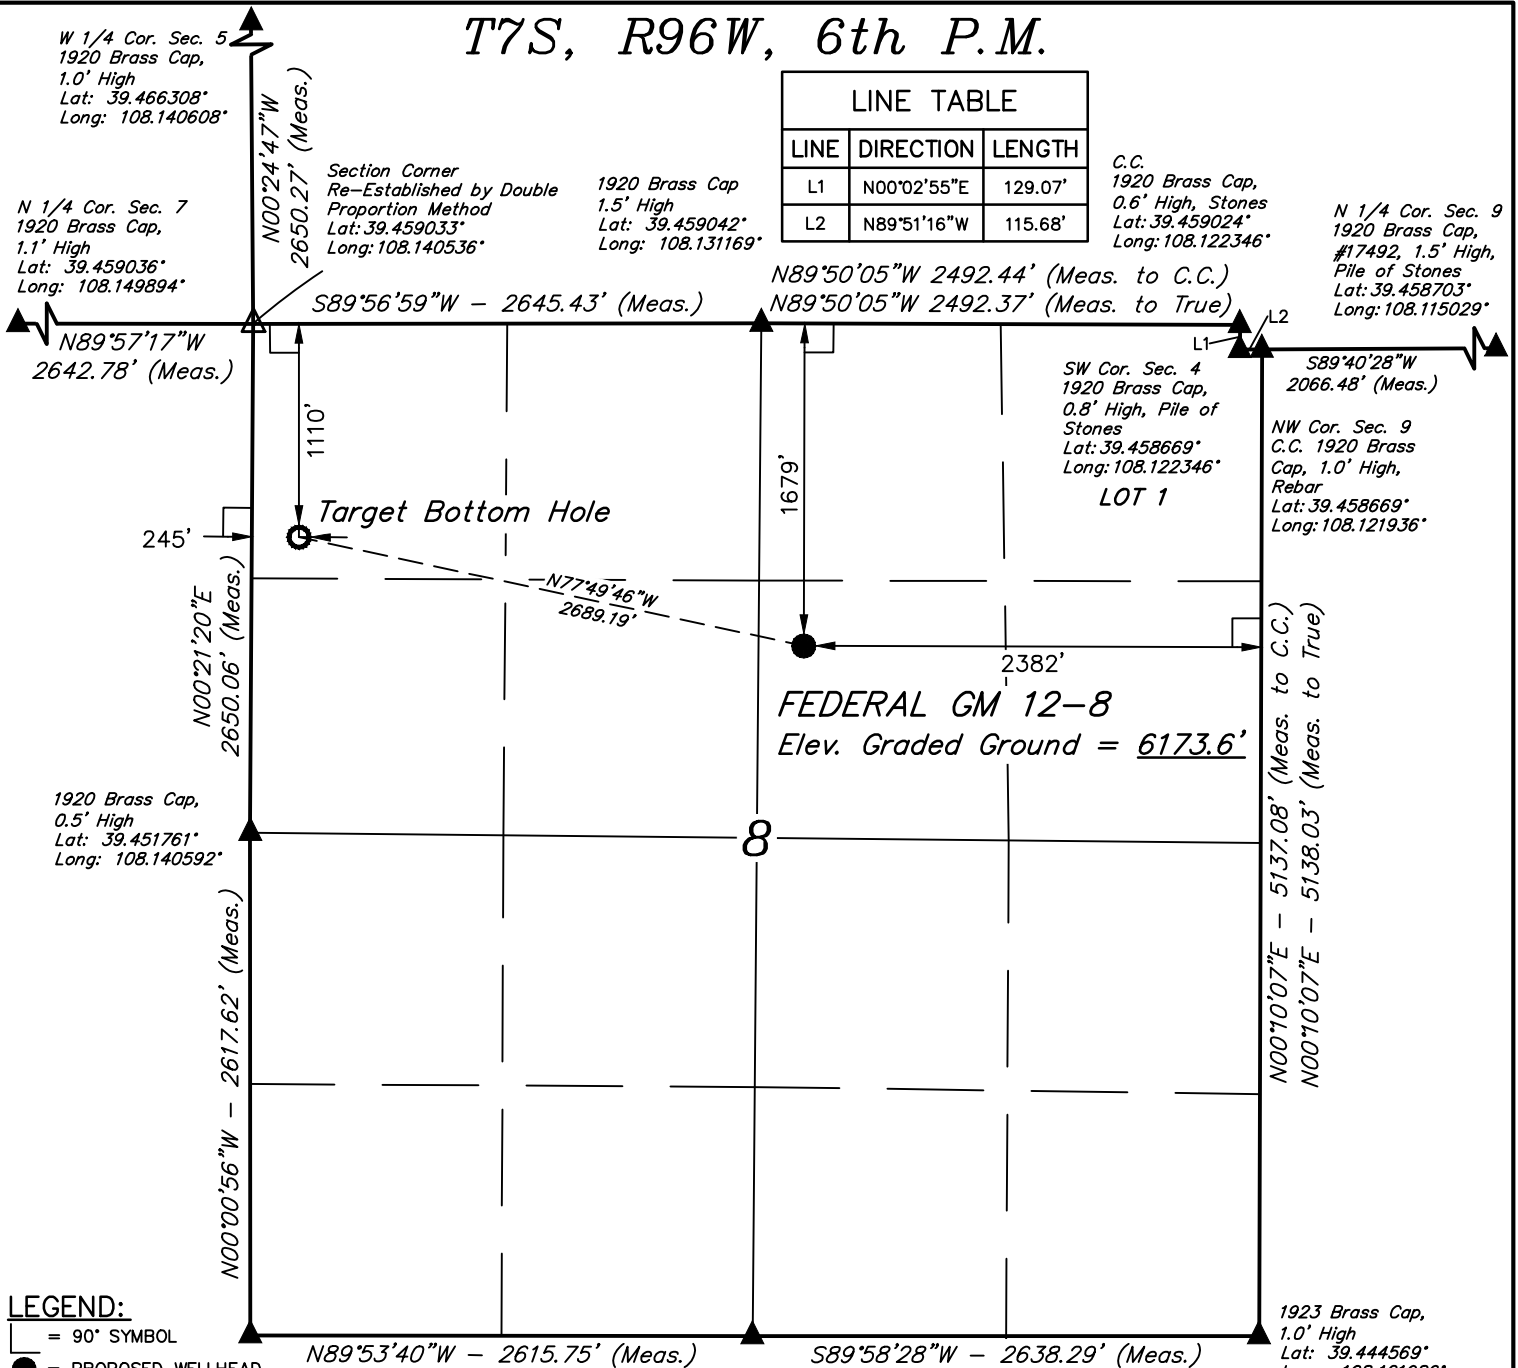 T7S, R96W, 6th P.M.
W 1/4 Cor. Sec. 5
1920 Brass Cap,
1.0' High
Lat: 39.466308°
Long: 108.140608°
N00°24'47"W
2650.27' (Meas.)
LINE TABLE
LINE DIRECTION LENGTH
L1 N00°02'55"E 129.07'
L2 N89°51'16"W 115.68'
Section Corner
Re-Established by Double
Proportion Method
Lat: 39.459033°
Long: 108.140536°
1920 Brass Cap
1.5' High
Lat: 39.459042°
Long: 108.131169°
C.C.
1920 Brass Cap,
0.6' High, Stones
Lat: 39.459024°
Long: 108.122346°
N 1/4 Cor. Sec. 7
1920 Brass Cap,
1.1' High
Lat: 39.459036°
Long: 108.149894°
N 1/4 Cor. Sec. 9
1920 Brass Cap,
#17492, 1.5' High,
Pile of Stones
Lat: 39.458703°
Long: 108.115029°
S89°56'59"W - 2645.43' (Meas.)
N89°50'05"W 2492.44' (Meas. to C.C.)
N89°50'05"W 2492.37' (Meas. to True)
N89°57'17"W
2642.78' (Meas.)
L1
L2
S89°40'28"W
2066.48' (Meas.)
SW Cor. Sec. 4
1920 Brass Cap,
0.8' High, Pile of
Stones
Lat: 39.458669°
Long: 108.122346°
LOT 1
NW Cor. Sec. 9
C.C. 1920 Brass
Cap, 1.0' High,
Rebar
Lat: 39.458669°
Long: 108.121936°
1110'
1679'
Target Bottom Hole
245'
N77°49'46"W
2689.19'
N00°21'20"E
2650.06' (Meas.)
2382'
FEDERAL GM 12-8
Elev. Graded Ground = 6173.6'
N00°10'07"E - 5137.08' (Meas. to C.C.)
N00°10'07"E - 5138.03' (Meas. to True)
1920 Brass Cap,
0.5' High
Lat: 39.451761°
Long: 108.140592°
8
N00°00'56"W - 2617.62' (Meas.)
LEGEND:
= 90° SYMBOL
= PROPOSED WELLHEAD
N89°53'40"W - 2615.75' (Meas.)
S89°58'28"W - 2638.29' (Meas.)
1923 Brass Cap,
1.0' High
Lat: 39.444569°